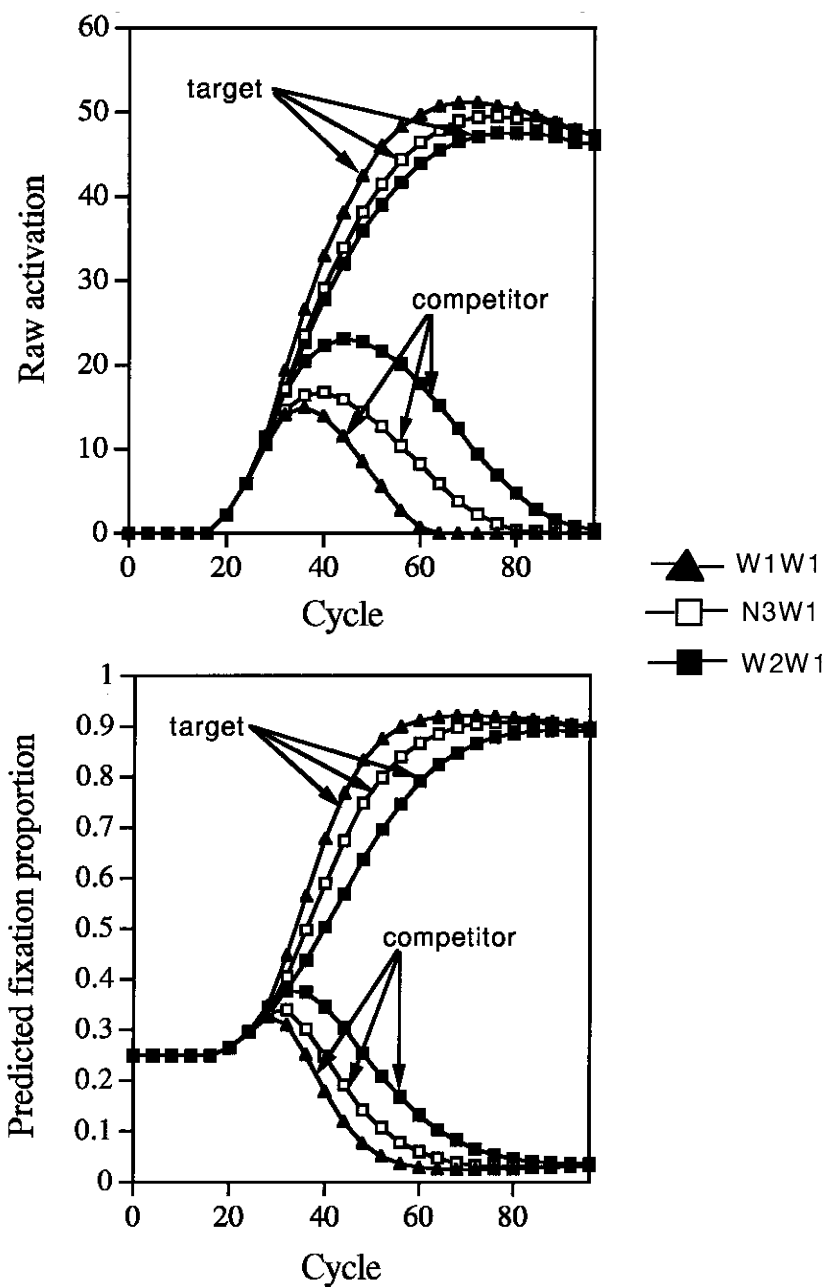 60
target
50
40
Raw activation
30
competitor
20
10
0
0 20 40 60 80
Cycle
W1W1
N3W1
W2W1
1
0.9
target
0.8
0.7
Predicted fixation proportion
0.6
0.5
competitor
0.4
0.3
0.2
0.1
0
0 20 40 60 80
Cycle